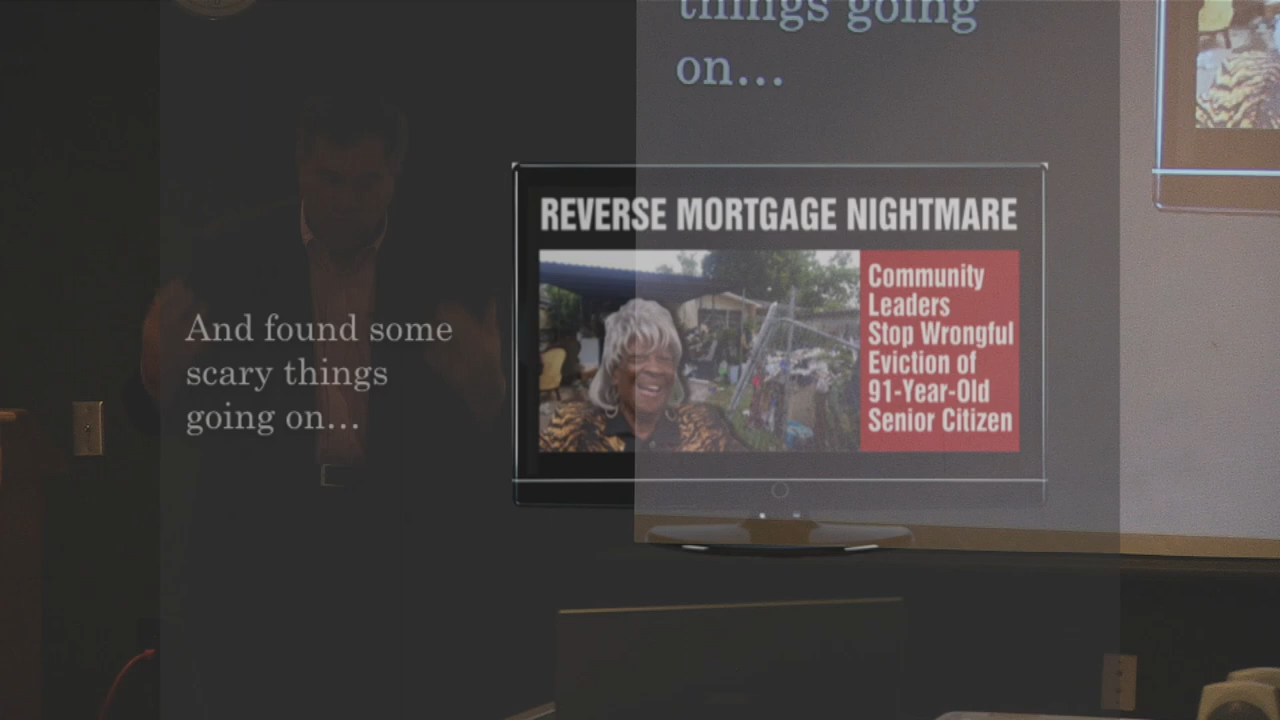 things going
on...
REVERSE MORTGAGE NIGHTMARE
Community
Leaders
Stop Wrongful
Eviction of
91-Year-Old
Senior Citizen
And found some
scary things
going on...